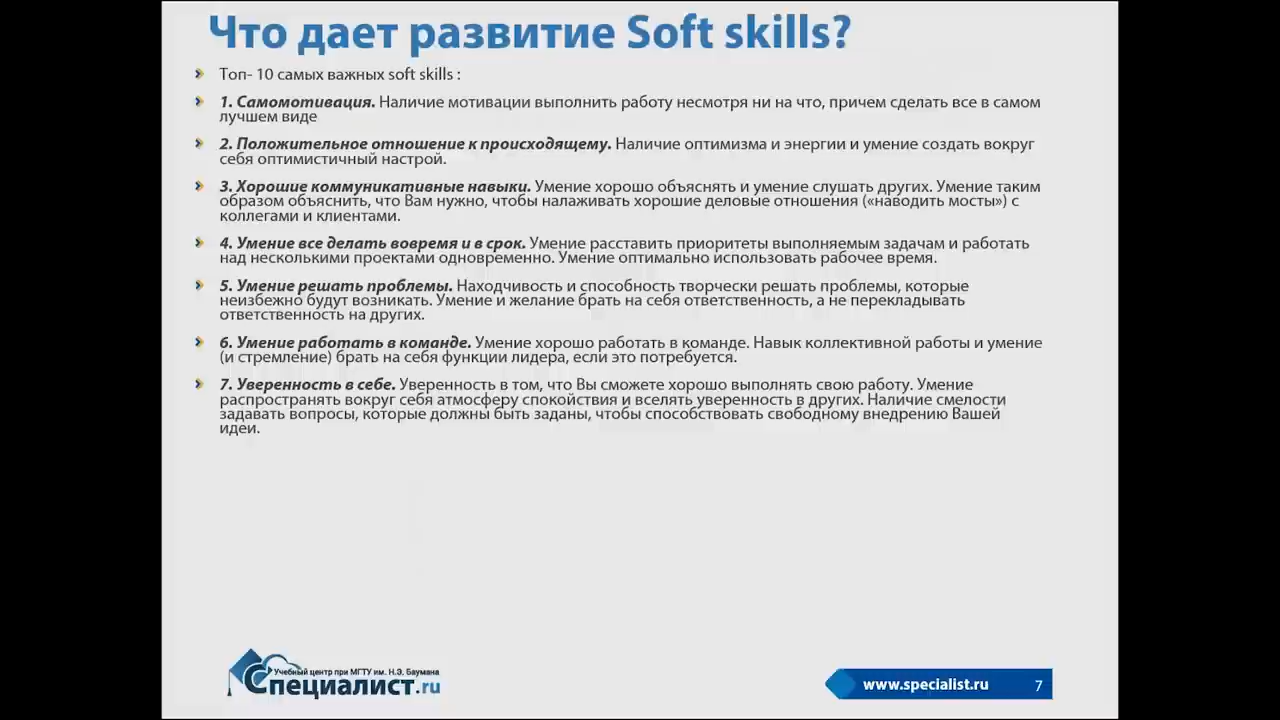 Что дает развитие Soft skills?
Топ- 10 самых важных soft skills :
1. Самомотивация. Наличие мотивации выполнить работу несмотря ни на что, причем сделать все в самом
лучшем виде
2. Положительное отношение к происходящему. Наличие оптимизма и энергии и умение создать вокруг
себя оптимистичный настрой.
3. Хорошие коммуникативные навыки. Умение хорошо объяснять и умение слушать других. Умение таким
образом объяснить, что Вам нужно, чтобы налаживать хорошие деловые отношения («наводить мосты») с
коллегами и клиентами.
4. Умение все делать вовремя и в срок. Умение расставить приоритеты выполняемым задачам и работать
над несколькими проектами одновременно. Умение оптимально использовать рабочее время.
5. Умение решать проблемы. Находчивость и способность творчески решать проблемы, которые
неизбежно будут возникать. Умение и желание брать на себя ответственность, а не перекладывать
ответственность на других.
6. Умение работать в команде. Умение хорошо работать в команде. Навык коллективной работы и умение
(и стремление) брать на себя функции лидера, если это потребуется.
7. Уверенность в себе. Уверенность в том, что Вы сможете хорошо выполнять свою работу. Умение
распространять вокруг себя атмосферу спокойствия и вселять уверенность в других. Наличие смелости
задавать вопросы, которые должны быть заданы, чтобы способствовать свободному внедрению Вашей
идеи.
Учебный центр при МГТУ им. Н.Э. Баумана
Специалист.ru
www.specialist.ru 7